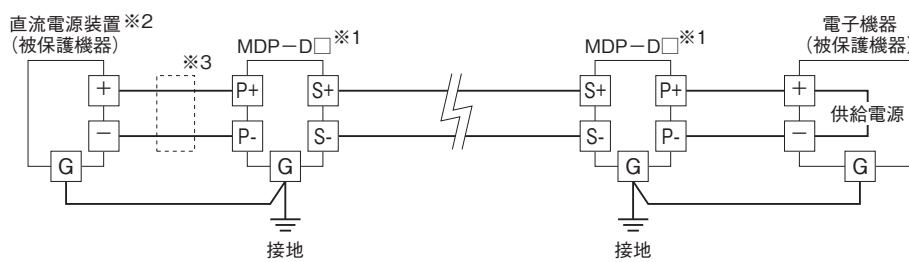 直流電源装置※2
(被保護機器)
※3
MDP−D□※1
MDP−D□※1
電子機器
(被保護機器)
+
P+
S+
S+
P+
+
供給電源
−
P-
S-
S-
P-
−
G
G
G
G
接地
接地